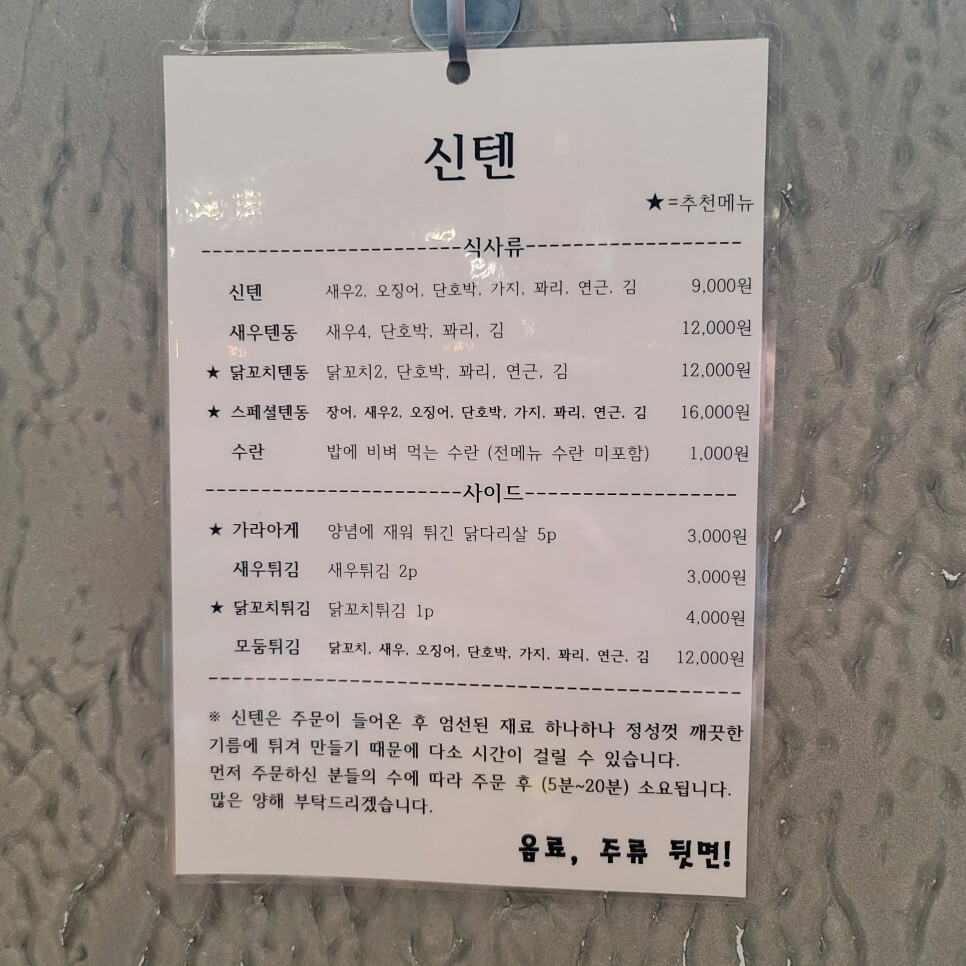 신텐
★=추천메뉴
-----------------------식사류-------------------
신텐 새우2, 오징어, 단호박, 가지, 꽈리, 연근, 김 9,000원
새우텐동 새우4, 단호박, 꽈리, 김 12,000원
★ 닭꼬치텐동 닭꼬치2, 단호박, 꽈리, 연근, 김 12,000원
★ 스페셜텐동 장어, 새우2, 오징어, 단호박, 가지, 꽈리, 연근, 김 16,000원
수란 밥에 비벼 먹는 수란 (전메뉴 수란 미포함) 1,000원
-----------------------사이드-------------------
★ 가라아게 양념에 재워 튀긴 닭다리살 5p 3,000원
새우튀김 새우튀김 2p 3,000원
★ 닭꼬치튀김 닭꼬치튀김 1p 4,000원
모둠튀김 닭꼬치, 새우, 오징어, 단호박, 가지, 꽈리, 연근, 김 12,000원
-----------------------------------------------
※ 신텐은 주문이 들어온 후 엄선된 재료 하나하나 정성껏 깨끗한
기름에 튀겨 만들기 때문에 다소 시간이 걸릴 수 있습니다.
먼저 주문하신 분들의 수에 따라 주문 후 (5분~20분) 소요됩니다.
많은 양해 부탁드리겠습니다.
음료, 주류 뒷면!